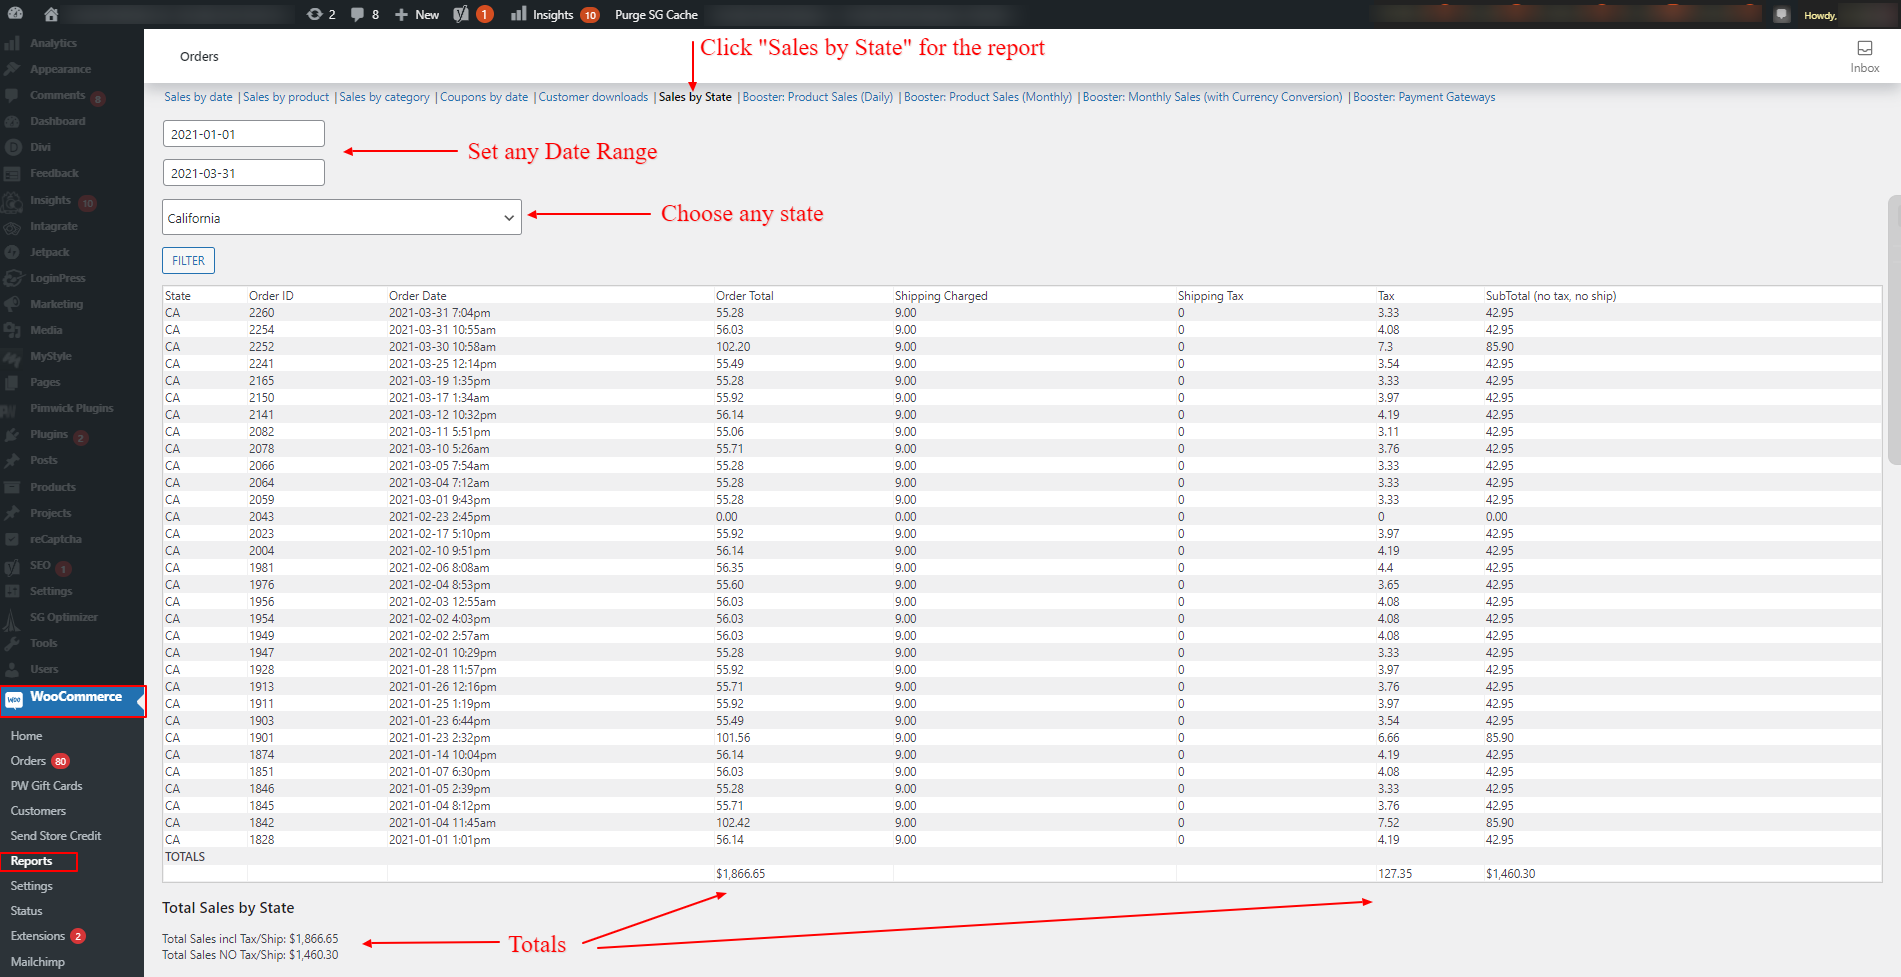 2 8 New 1 Insights 10 Purge SG Cache Howdy,
Analytics
Appearance
Comments 8
Dashboard
Divi
Feedback
Insights 10
Intagrate
Jetpack
LoginPress
Marketing
Media
MyStyle
Pages
Pimwick Plugins
Plugins 2
Posts
Products
Projects
reCaptcha
SEO 1
Settings
SG Optimizer
Tools
Users
WooCommerce
Home
Orders 80
PW Gift Cards
Customers
Send Store Credit
Reports
Settings
Status
Extensions 2
Mailchimp
Orders
Click "Sales by State" for the report
Inbox
Sales by date | Sales by product | Sales by category | Coupons by date | Customer downloads | Sales by State | Booster: Product Sales (Daily) | Booster: Product Sales (Monthly) | Booster: Monthly Sales (with Currency Conversion) | Booster: Payment Gateways
2021-01-01
Set any Date Range
2021-03-31
California
Choose any state
FILTER
State Order ID Order Date Order Total Shipping Charged Shipping Tax Tax SubTotal (no tax, no ship)
CA 2260 2021-03-31 7:04pm 55.28 9.00 0 3.33 42.95
CA 2254 2021-03-31 10:55am 56.03 9.00 0 4.08 42.95
CA 2252 2021-03-30 10:58am 102.20 9.00 0 7.3 85.90
CA 2241 2021-03-25 12:14pm 55.49 9.00 0 3.54 42.95
CA 2165 2021-03-19 1:35pm 55.28 9.00 0 3.33 42.95
CA 2150 2021-03-17 1:34am 55.92 9.00 0 3.97 42.95
CA 2141 2021-03-12 10:32pm 56.14 9.00 0 4.19 42.95
CA 2082 2021-03-11 5:51pm 55.06 9.00 0 3.11 42.95
CA 2078 2021-03-10 5:26am 55.71 9.00 0 3.76 42.95
CA 2066 2021-03-05 7:54am 55.28 9.00 0 3.33 42.95
CA 2064 2021-03-04 7:12am 55.28 9.00 0 3.33 42.95
CA 2059 2021-03-01 9:43pm 55.28 9.00 0 3.33 42.95
CA 2043 2021-02-23 2:45pm 0.00 0.00 0 0 0.00
CA 2023 2021-02-17 5:10pm 55.92 9.00 0 3.97 42.95
CA 2004 2021-02-10 9:51pm 56.14 9.00 0 4.19 42.95
CA 1981 2021-02-06 8:08am 56.35 9.00 0 4.4 42.95
CA 1976 2021-02-04 8:53pm 55.60 9.00 0 3.65 42.95
CA 1956 2021-02-03 12:55am 56.03 9.00 0 4.08 42.95
CA 1954 2021-02-02 4:03pm 56.03 9.00 0 4.08 42.95
CA 1949 2021-02-02 2:57am 56.03 9.00 0 4.08 42.95
CA 1947 2021-02-01 10:29pm 55.28 9.00 0 3.33 42.95
CA 1928 2021-01-28 11:57pm 55.92 9.00 0 3.97 42.95
CA 1913 2021-01-26 12:16pm 55.71 9.00 0 3.76 42.95
CA 1911 2021-01-25 1:19pm 55.92 9.00 0 3.97 42.95
CA 1903 2021-01-23 6:44pm 55.49 9.00 0 3.54 42.95
CA 1901 2021-01-23 2:32pm 101.56 9.00 0 6.66 85.90
CA 1874 2021-01-14 10:04pm 56.14 9.00 0 4.19 42.95
CA 1851 2021-01-07 6:30pm 56.03 9.00 0 4.08 42.95
CA 1846 2021-01-05 2:39pm 55.28 9.00 0 3.33 42.95
CA 1845 2021-01-04 8:12pm 55.71 9.00 0 3.76 42.95
CA 1842 2021-01-04 11:45am 102.42 9.00 0 7.52 85.90
CA 1828 2021-01-01 1:01pm 56.14 9.00 0 4.19 42.95
TOTALS
$1,866.65 127.35 $1,460.30
Total Sales by State
Total Sales incl Tax/Ship: $1,866.65
Total Sales NO Tax/Ship: $1,460.30
Totals